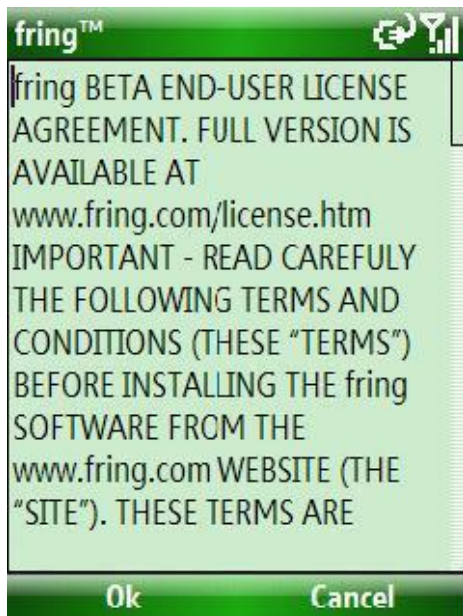 fring™
fring BETA END-USER LICENSE
AGREEMENT. FULL VERSION IS
AVAILABLE AT
www.fring.com/license.htm
IMPORTANT - READ CAREFULY
THE FOLLOWING TERMS AND
CONDITIONS (THESE “TERMS”)
BEFORE INSTALLING THE fring
SOFTWARE FROM THE
www.fring.com WEBSITE (THE
“SITE”). THESE TERMS ARE
Ok Cancel